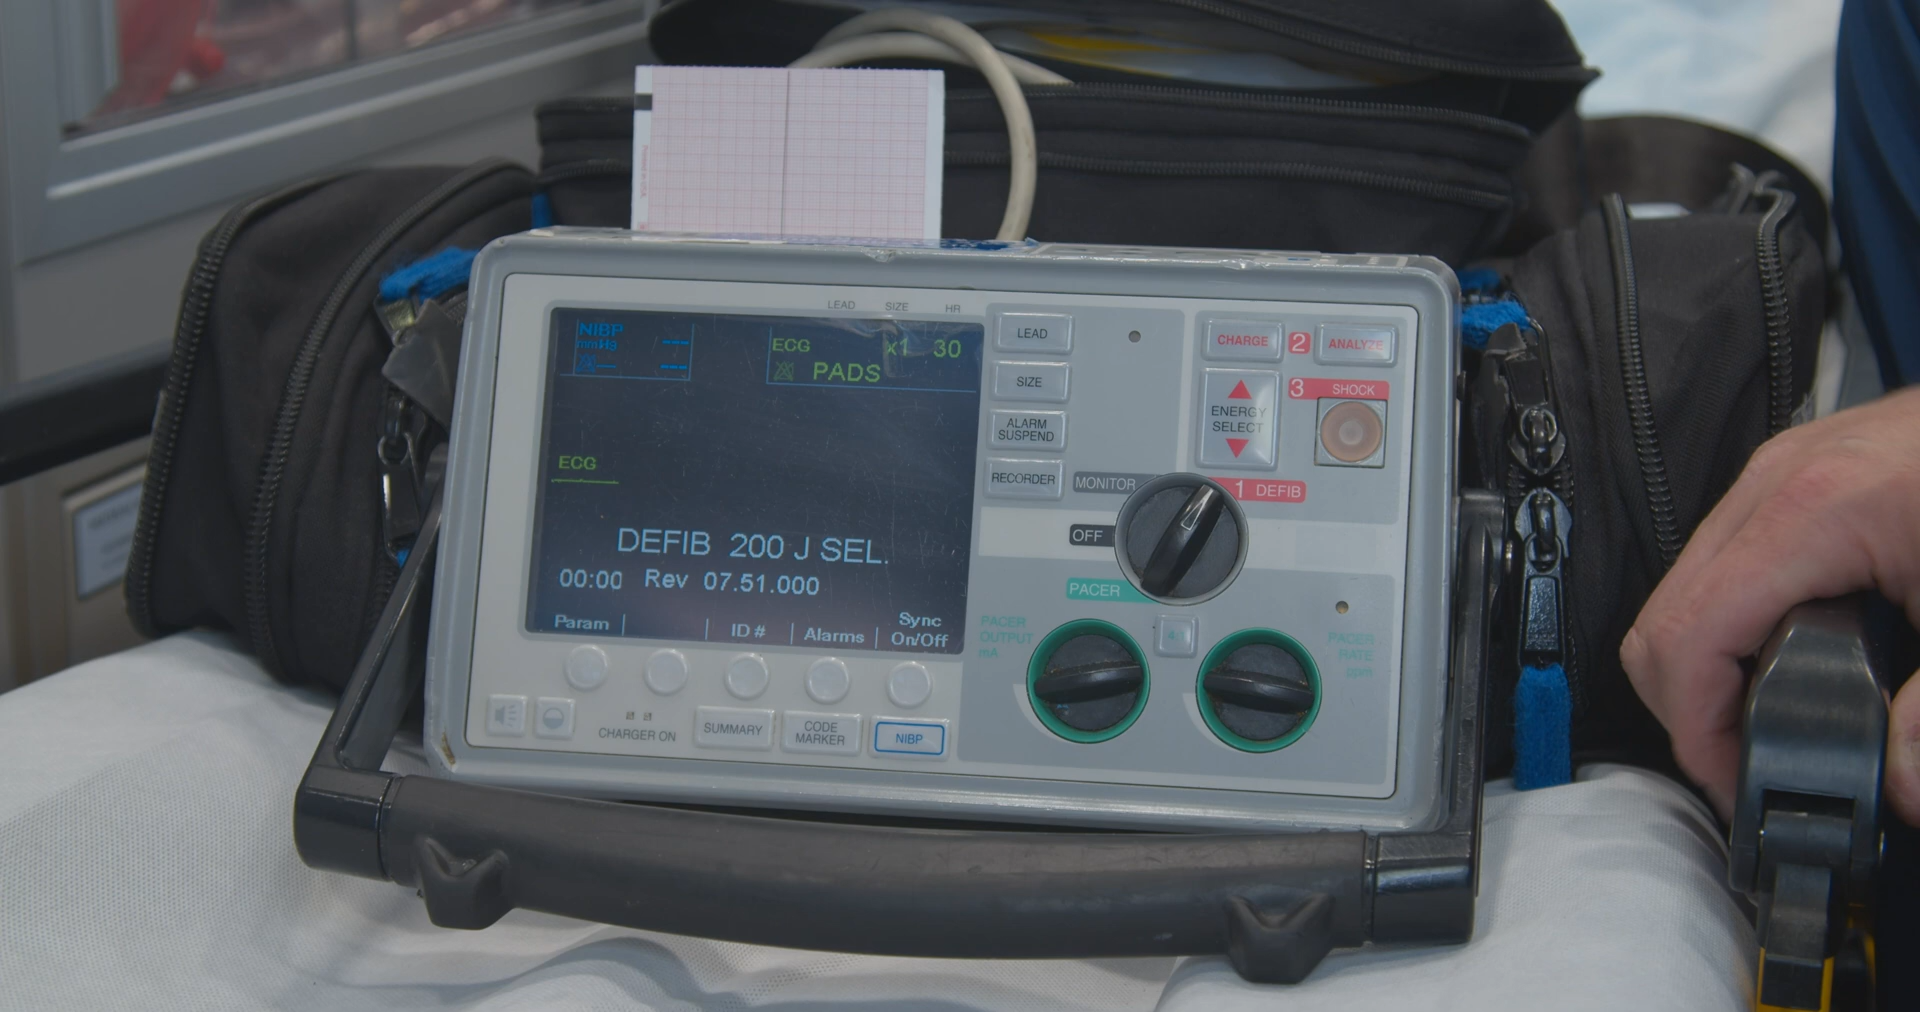 LEAD SIZE HR
NIBP
mmHg ---
---
ECG x1 30
PADS
ECG
DEFIB 200 J SEL.
00:00 Rev 07.51.000
Param
ID #
Alarms
Sync
On/Off
CHARGER ON
SUMMARY
CODE
MARKER
NIBP
LEAD
SIZE
ALARM
SUSPEND
RECORDER
CHARGE
2
ANALYZE
3 SHOCK
ENERGY
SELECT
MONITOR
1 DEFIB
OFF
PACER
PACER
OUTPUT
mA
4:1
PACER
RATE
ppm